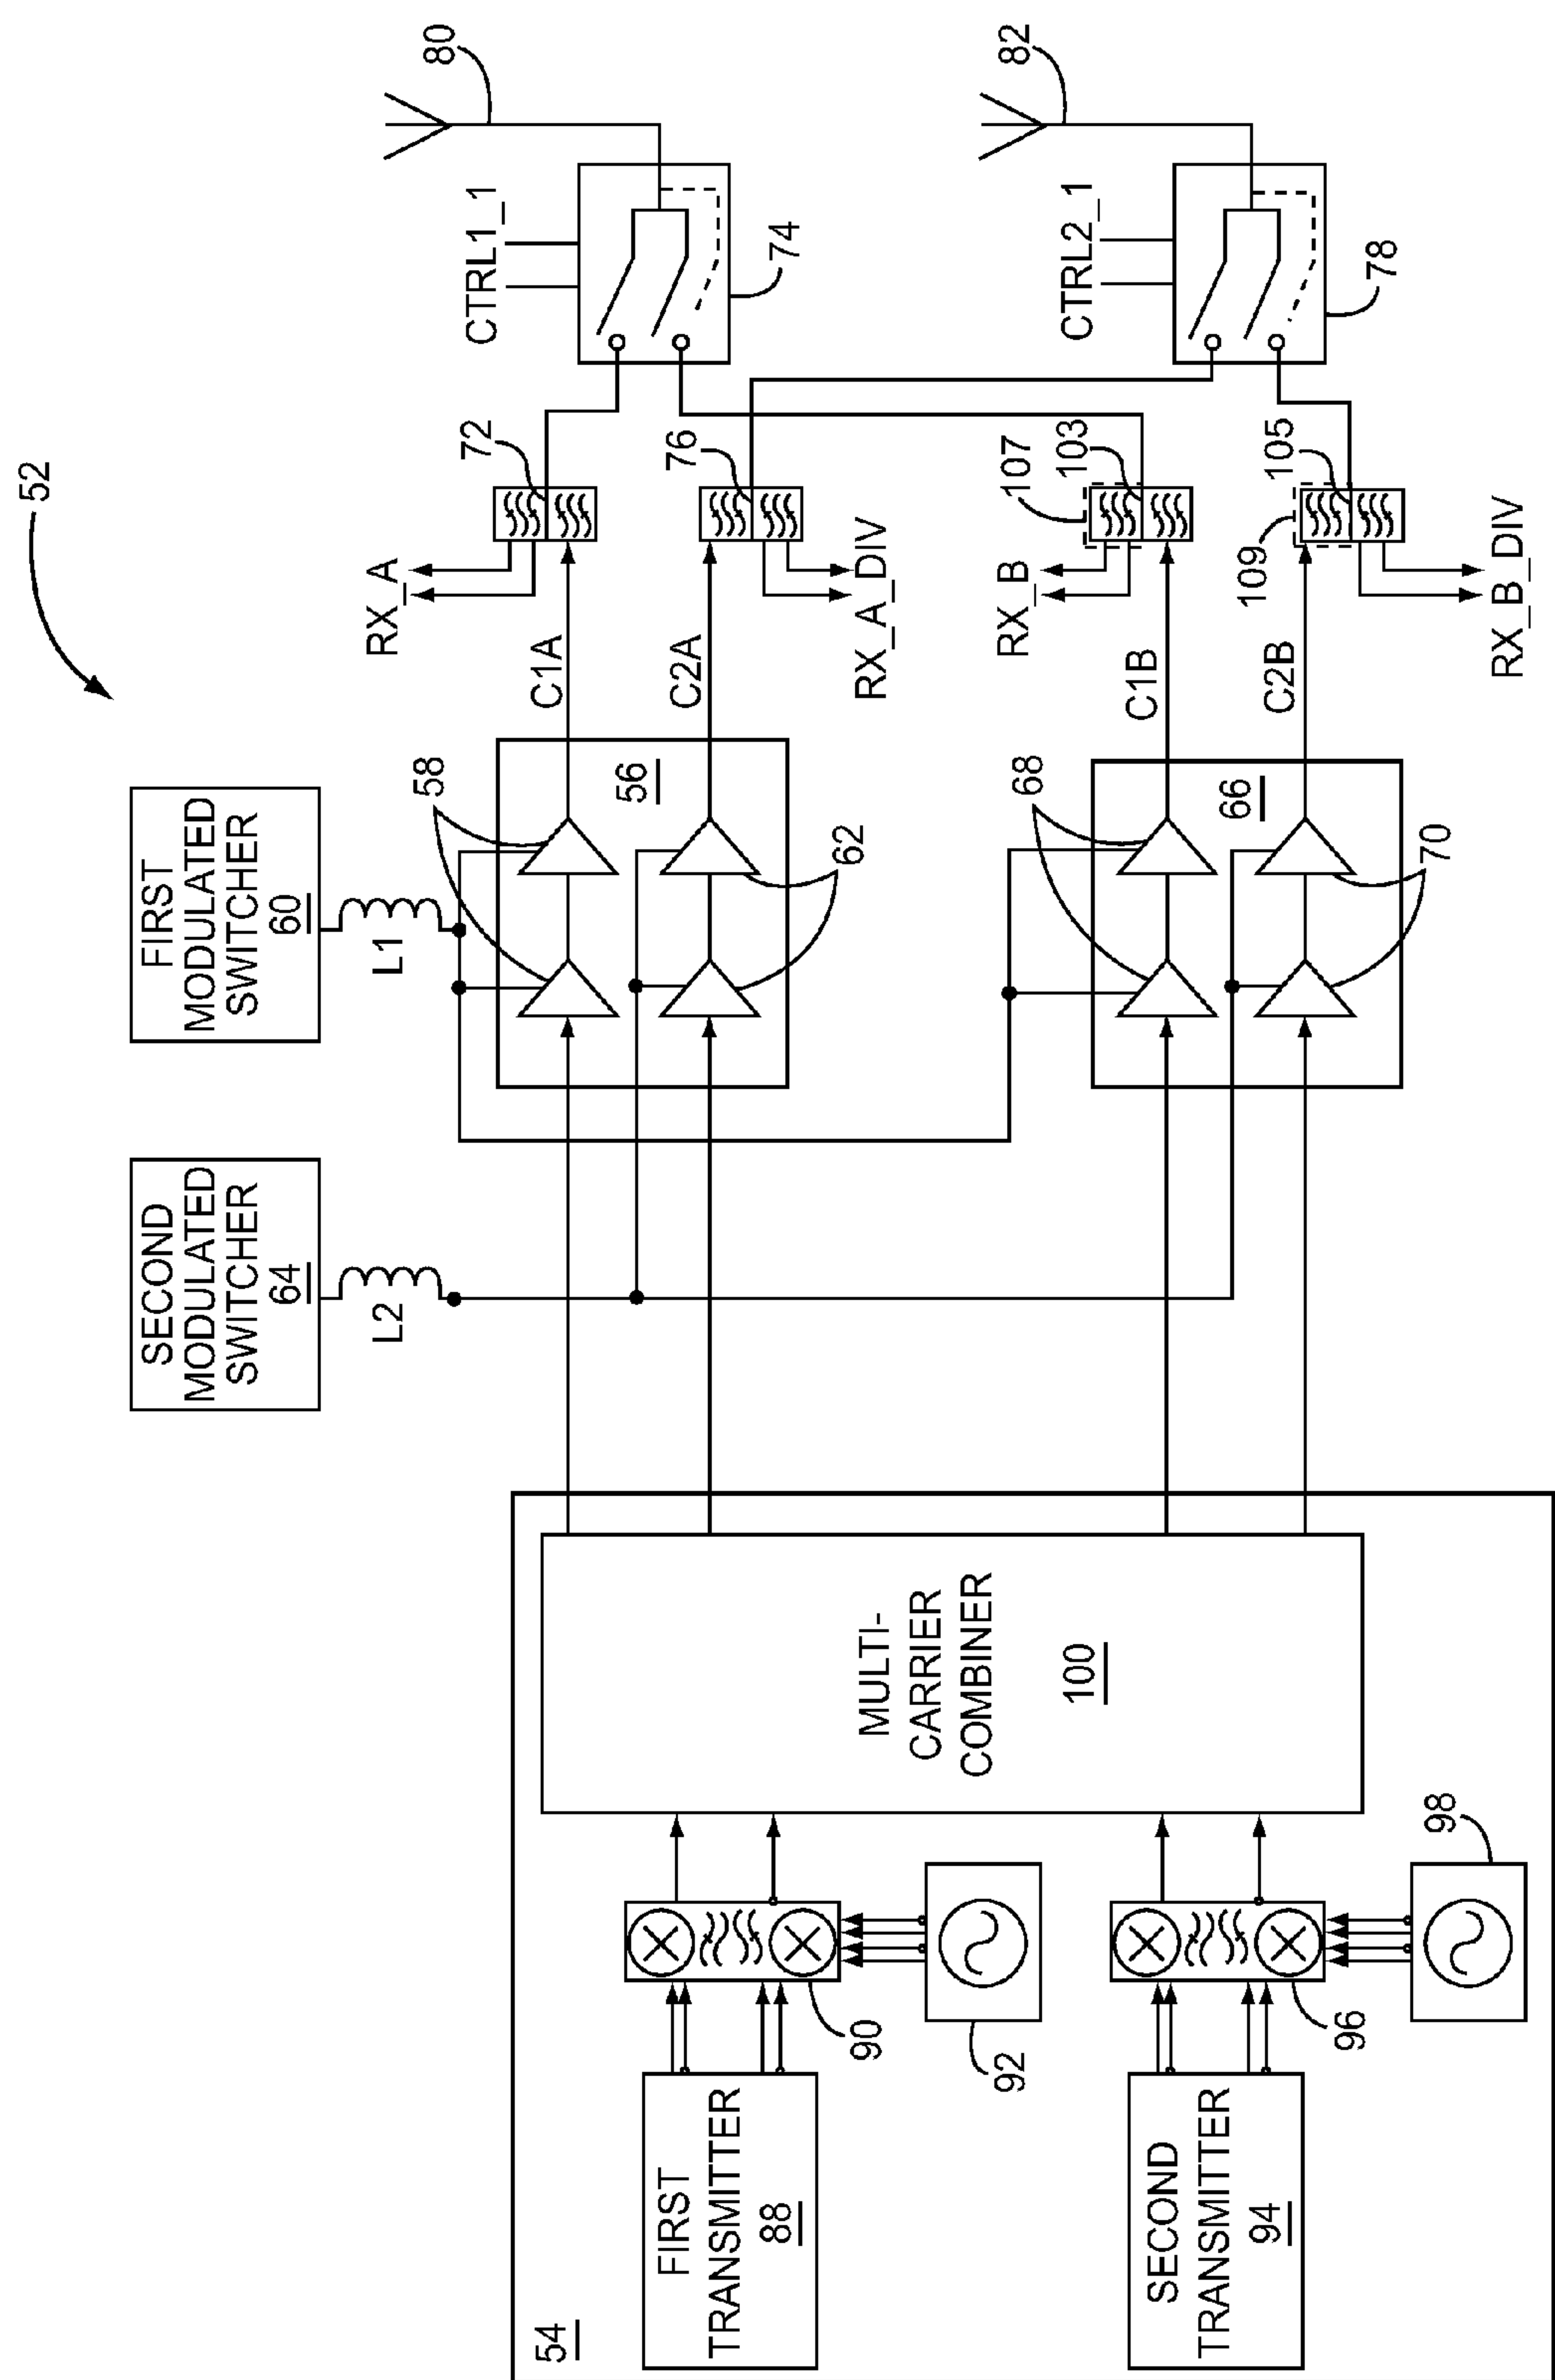 52
FIRST
MODULATED
SWITCHER
60
SECOND
MODULATED
SWITCHER
64
L1
L2
54
FIRST
TRANSMITTER
88
90
92
SECOND
TRANSMITTER
94
96
98
MULTI-
CARRIER
COMBINER
100
58
56
62
68
66
70
C1A
C2A
C1B
C2B
RX_A
RX_A_DIV
RX_B
RX_B_DIV
72
76
107
103
109
105
CTRL1_1
74
80
CTRL2_1
78
82